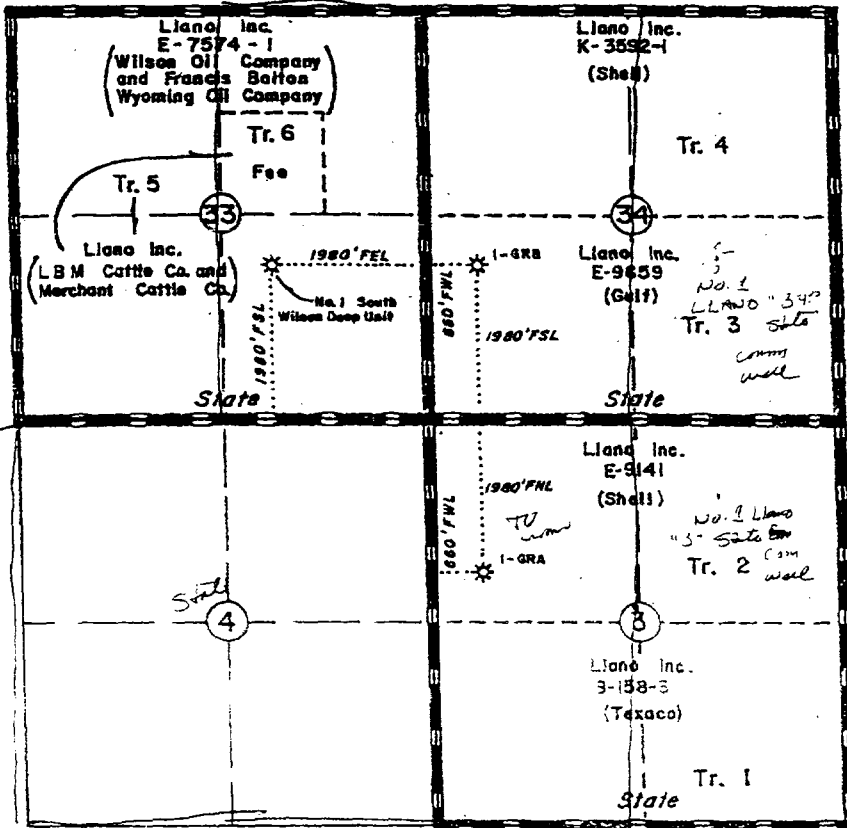 Llano Inc.
E-7574-1
(Wilson Oil Company
and Francis Bolton
Wyoming Oil Company)
Tr. 6
Fee
Tr. 5
33
Llano Inc.
(LBM Cattle Co. and
Merchant Cattle Co.)
1980' FEL
No. 1 South
Wilson Deep Unit
1980' FSL
State
Llano Inc.
K-3592-1
(Shell)
Tr. 4
34
1-GRB
660' FWL
1980' FSL
Llano Inc.
E-9659
(Gulf)
No. 1
LLANO "34"
State
Tr. 3
comm
well
State
4
State
Llano Inc.
E-9141
(Shell)
1980' FNL
660' FWL
1-GRA
No. 1 Llano
"3" State
Com
well
Tr. 2
3
Llano Inc.
B-158-3
(Texaco)
Tr. 1
State